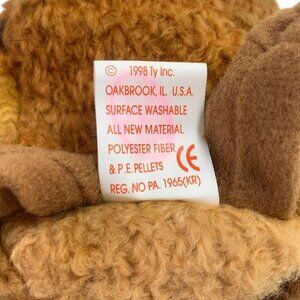 © 1998 Ty Inc.
OAKBROOK, IL. U.S.A.
SURFACE WASHABLE
ALL NEW MATERIAL
POLYESTER FIBER
& P.E. PELLETS CE
REG. NO PA. 1965(KR)